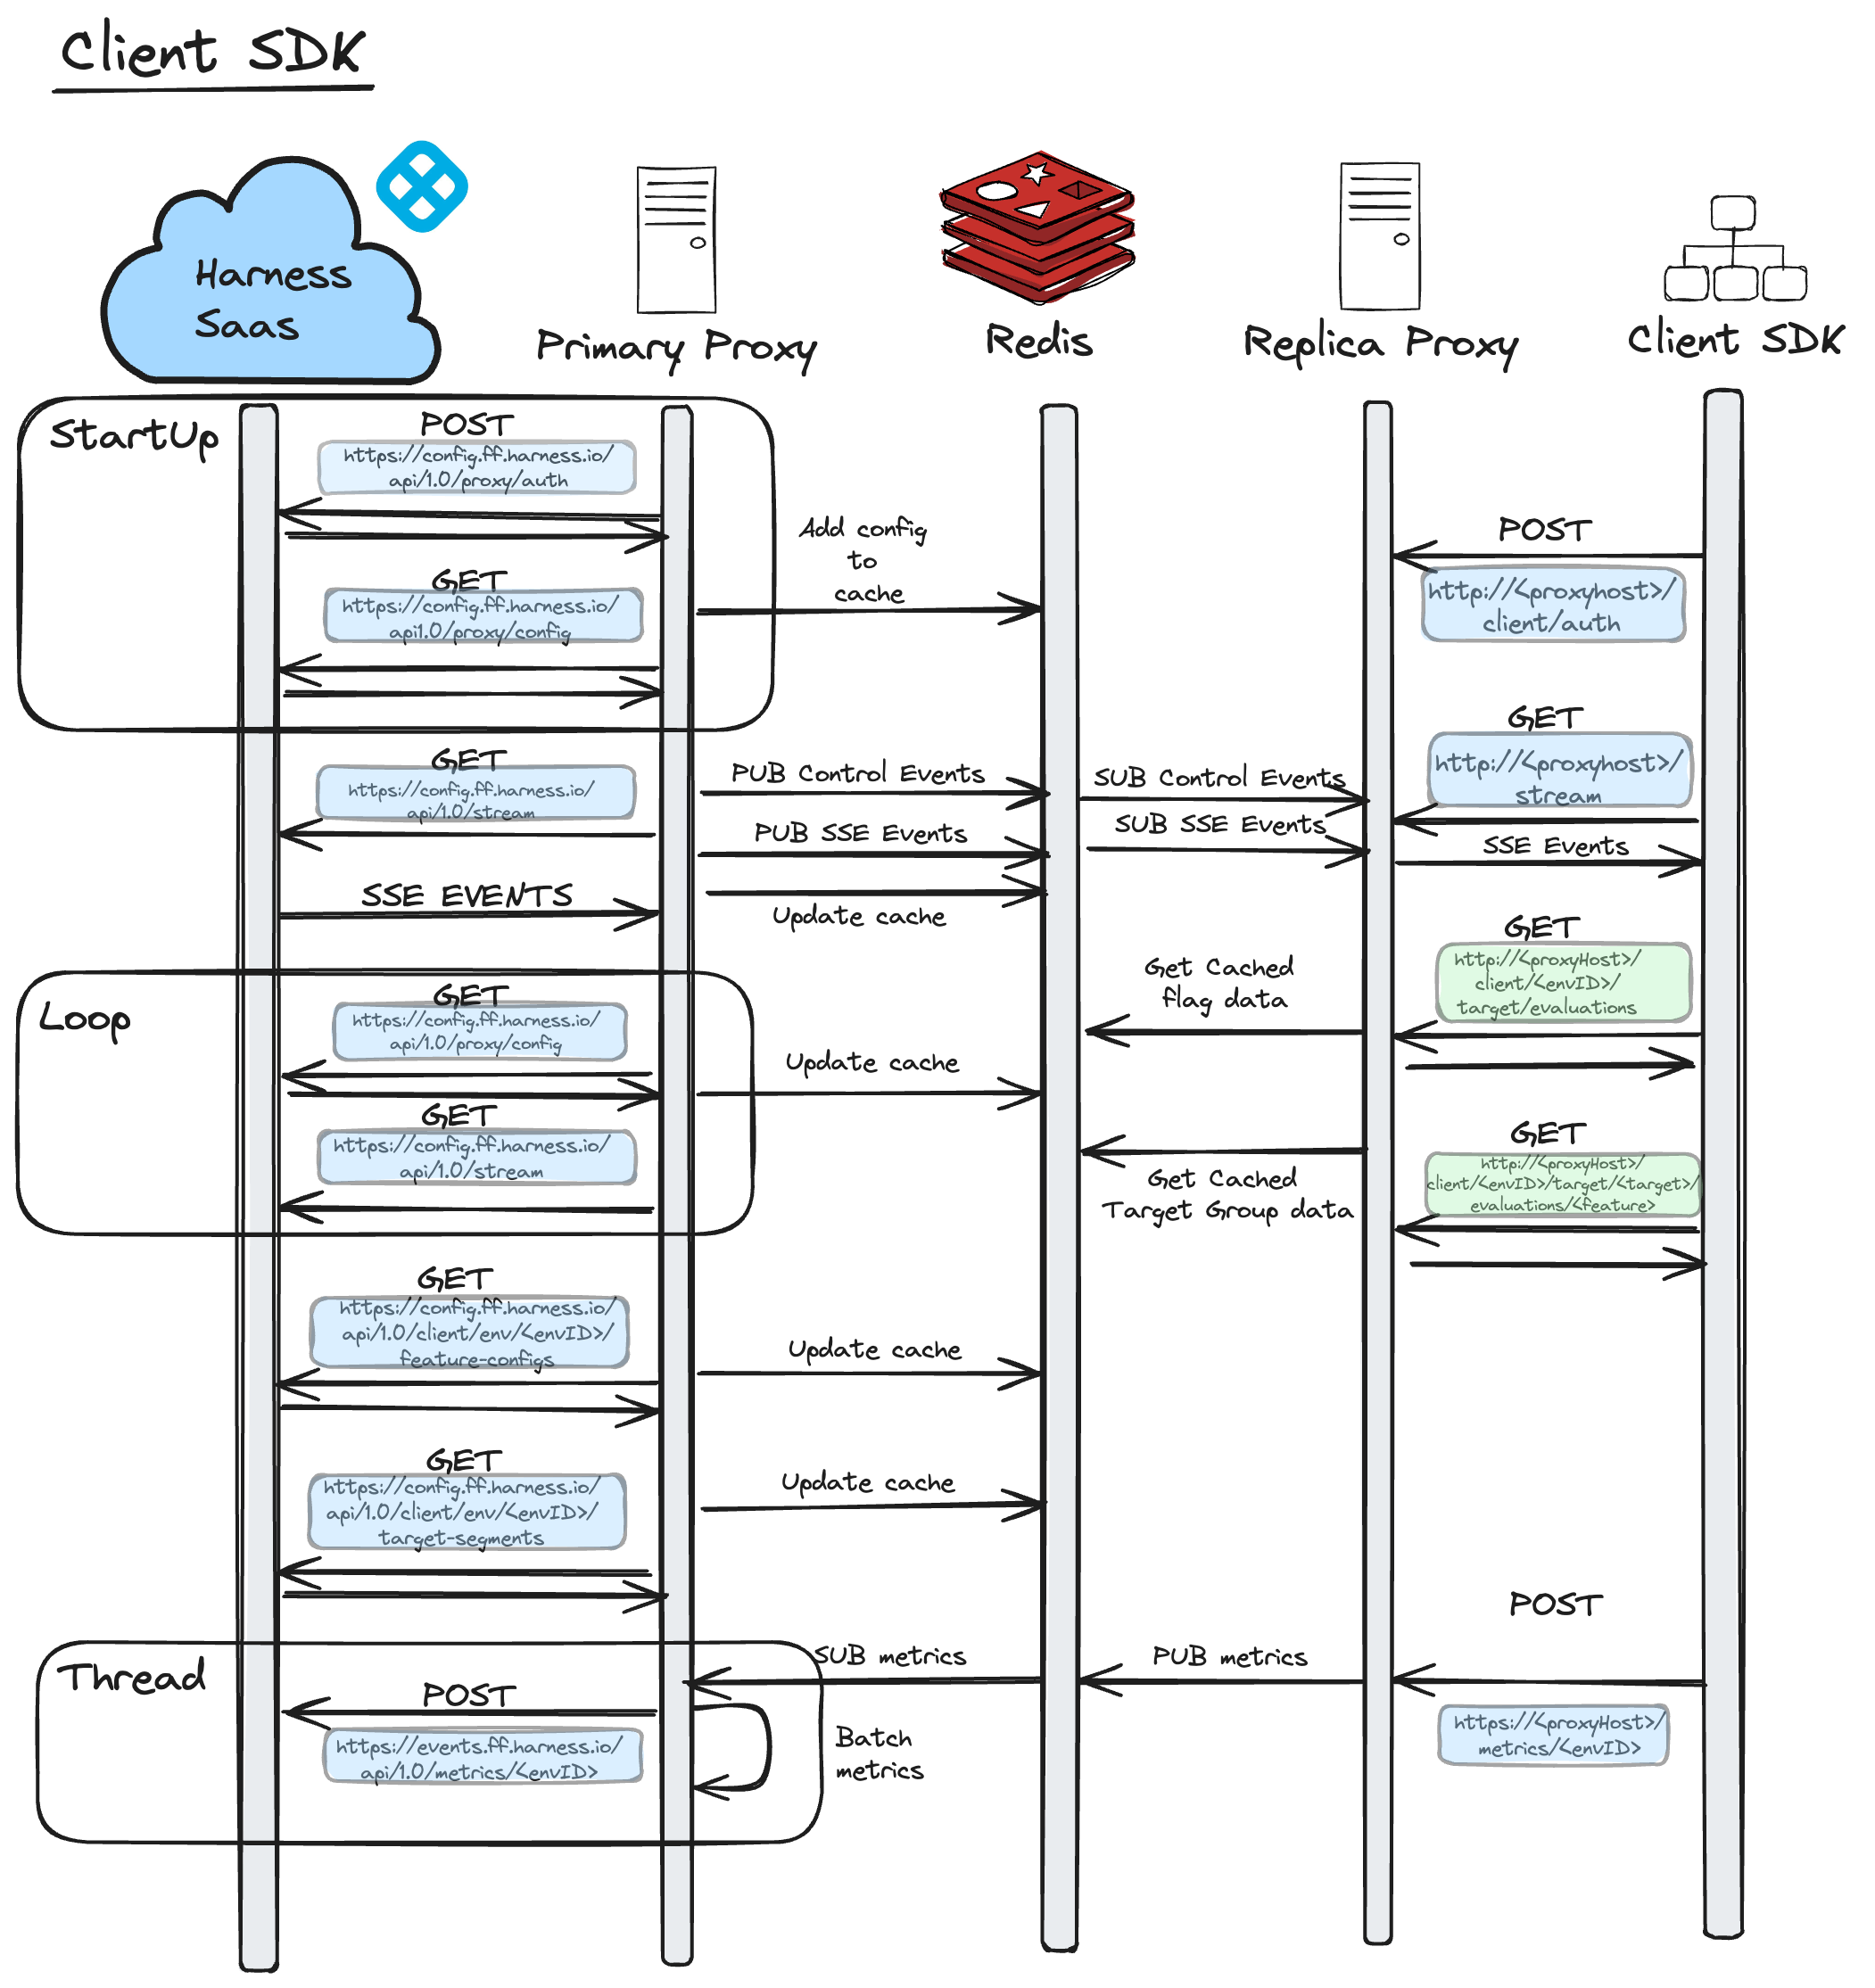 Client SDK
Harness
Saas
Primary Proxy
Redis
Replica Proxy
Client SDK
StartUp
POST
https://config.ff.harness.io/
api/1.0/proxy/auth
GET
https://config.ff.harness.io/
api1.0/proxy/config
Add config
to
cache
POST
http://<proxyhost>/
client/auth
GET
https://config.ff.harness.io/
api/1.0/stream
SSE EVENTS
PUB Control Events
PUB SSE Events
Update cache
SUB Control Events
SUB SSE Events
GET
http://<proxyhost>/
stream
SSE Events
Loop
GET
https://config.ff.harness.io/
api/1.0/proxy/config
GET
https://config.ff.harness.io/
api/1.0/stream
Update cache
Get Cached
flag data
GET
http://<proxyHost>/
client/<envID>/
target/evaluations
Get Cached
Target Group data
GET
http://<proxyHost>/
client/<envID>/target/<target>/
evaluations/<feature>
GET
https://config.ff.harness.io/
api/1.0/client/env/<envID>/
feature-configs
Update cache
GET
https://config.ff.harness.io/
api/1.0/client/env/<envID>/
target-segments
Update cache
Thread
POST
https://events.ff.harness.io/
api/1.0/metrics/<envID>
SUB metrics
Batch
metrics
PUB metrics
POST
https://<proxyHost>/
metrics/<envID>